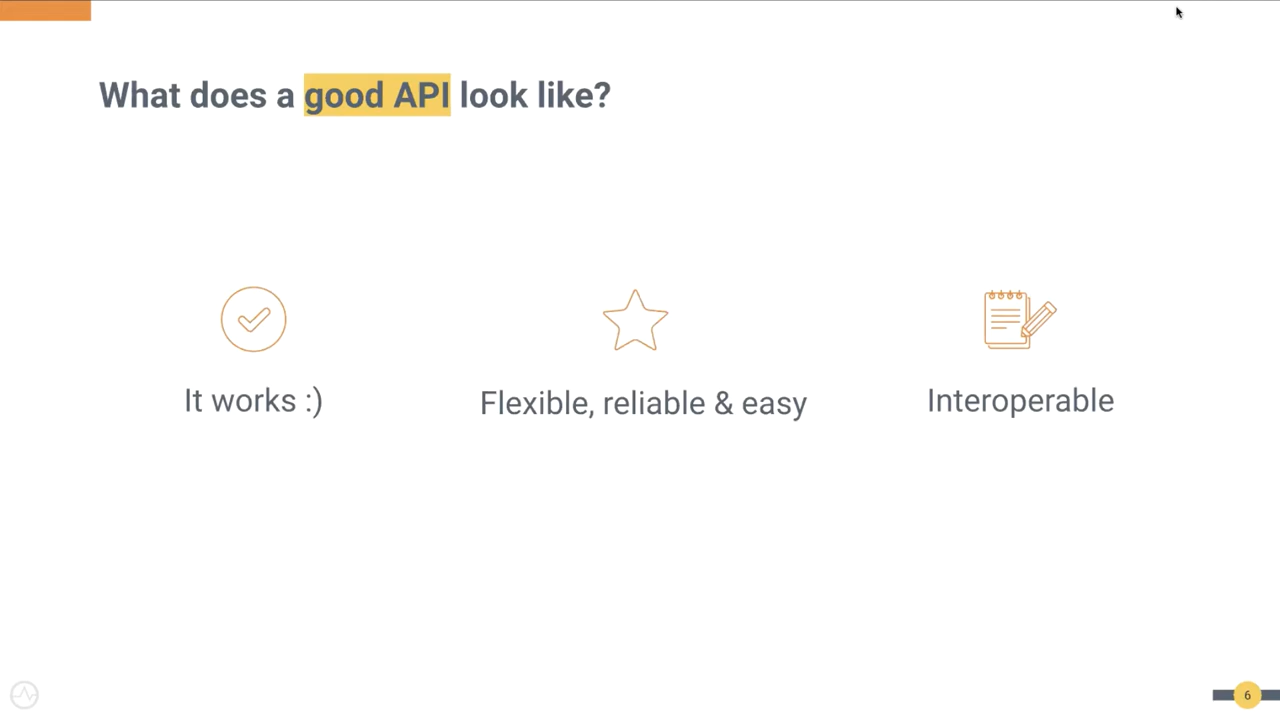 What does a good API look like?
It works :)
Flexible, reliable & easy
Interoperable
6